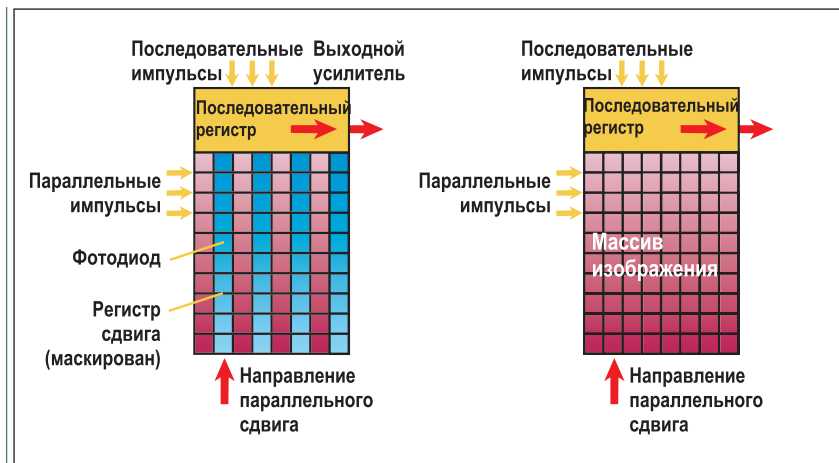 Последовательные
импульсы
Выходной
усилитель
Последовательный
регистр
Параллельные
импульсы
Фотодиод
Регистр
сдвига
(маскирован)
Направление
параллельного
сдвига
Последовательные
импульсы
Последовательный
регистр
Параллельные
импульсы
Массив
изображения
Направление
параллельного
сдвига